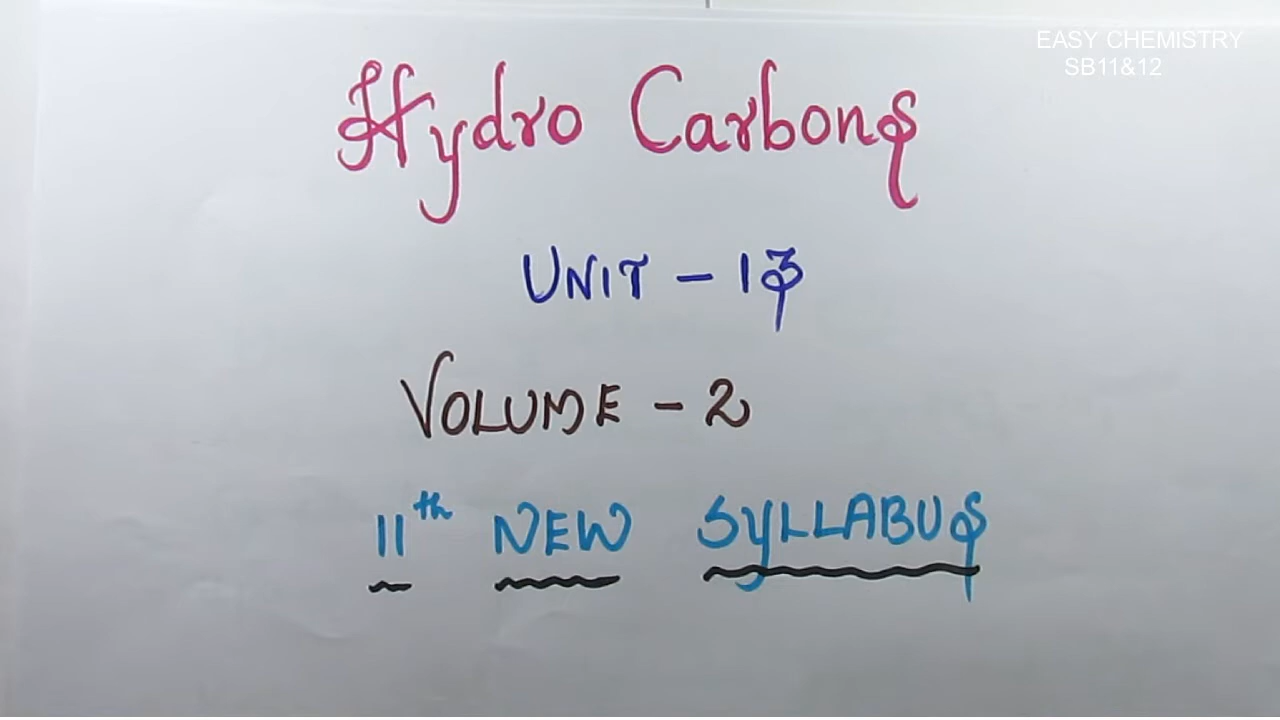 EASY CHEMISTRY
SB11&12
Hydro Carbons
UNIT - 13
VOLUME - 2
11th NEW SYLLABUS